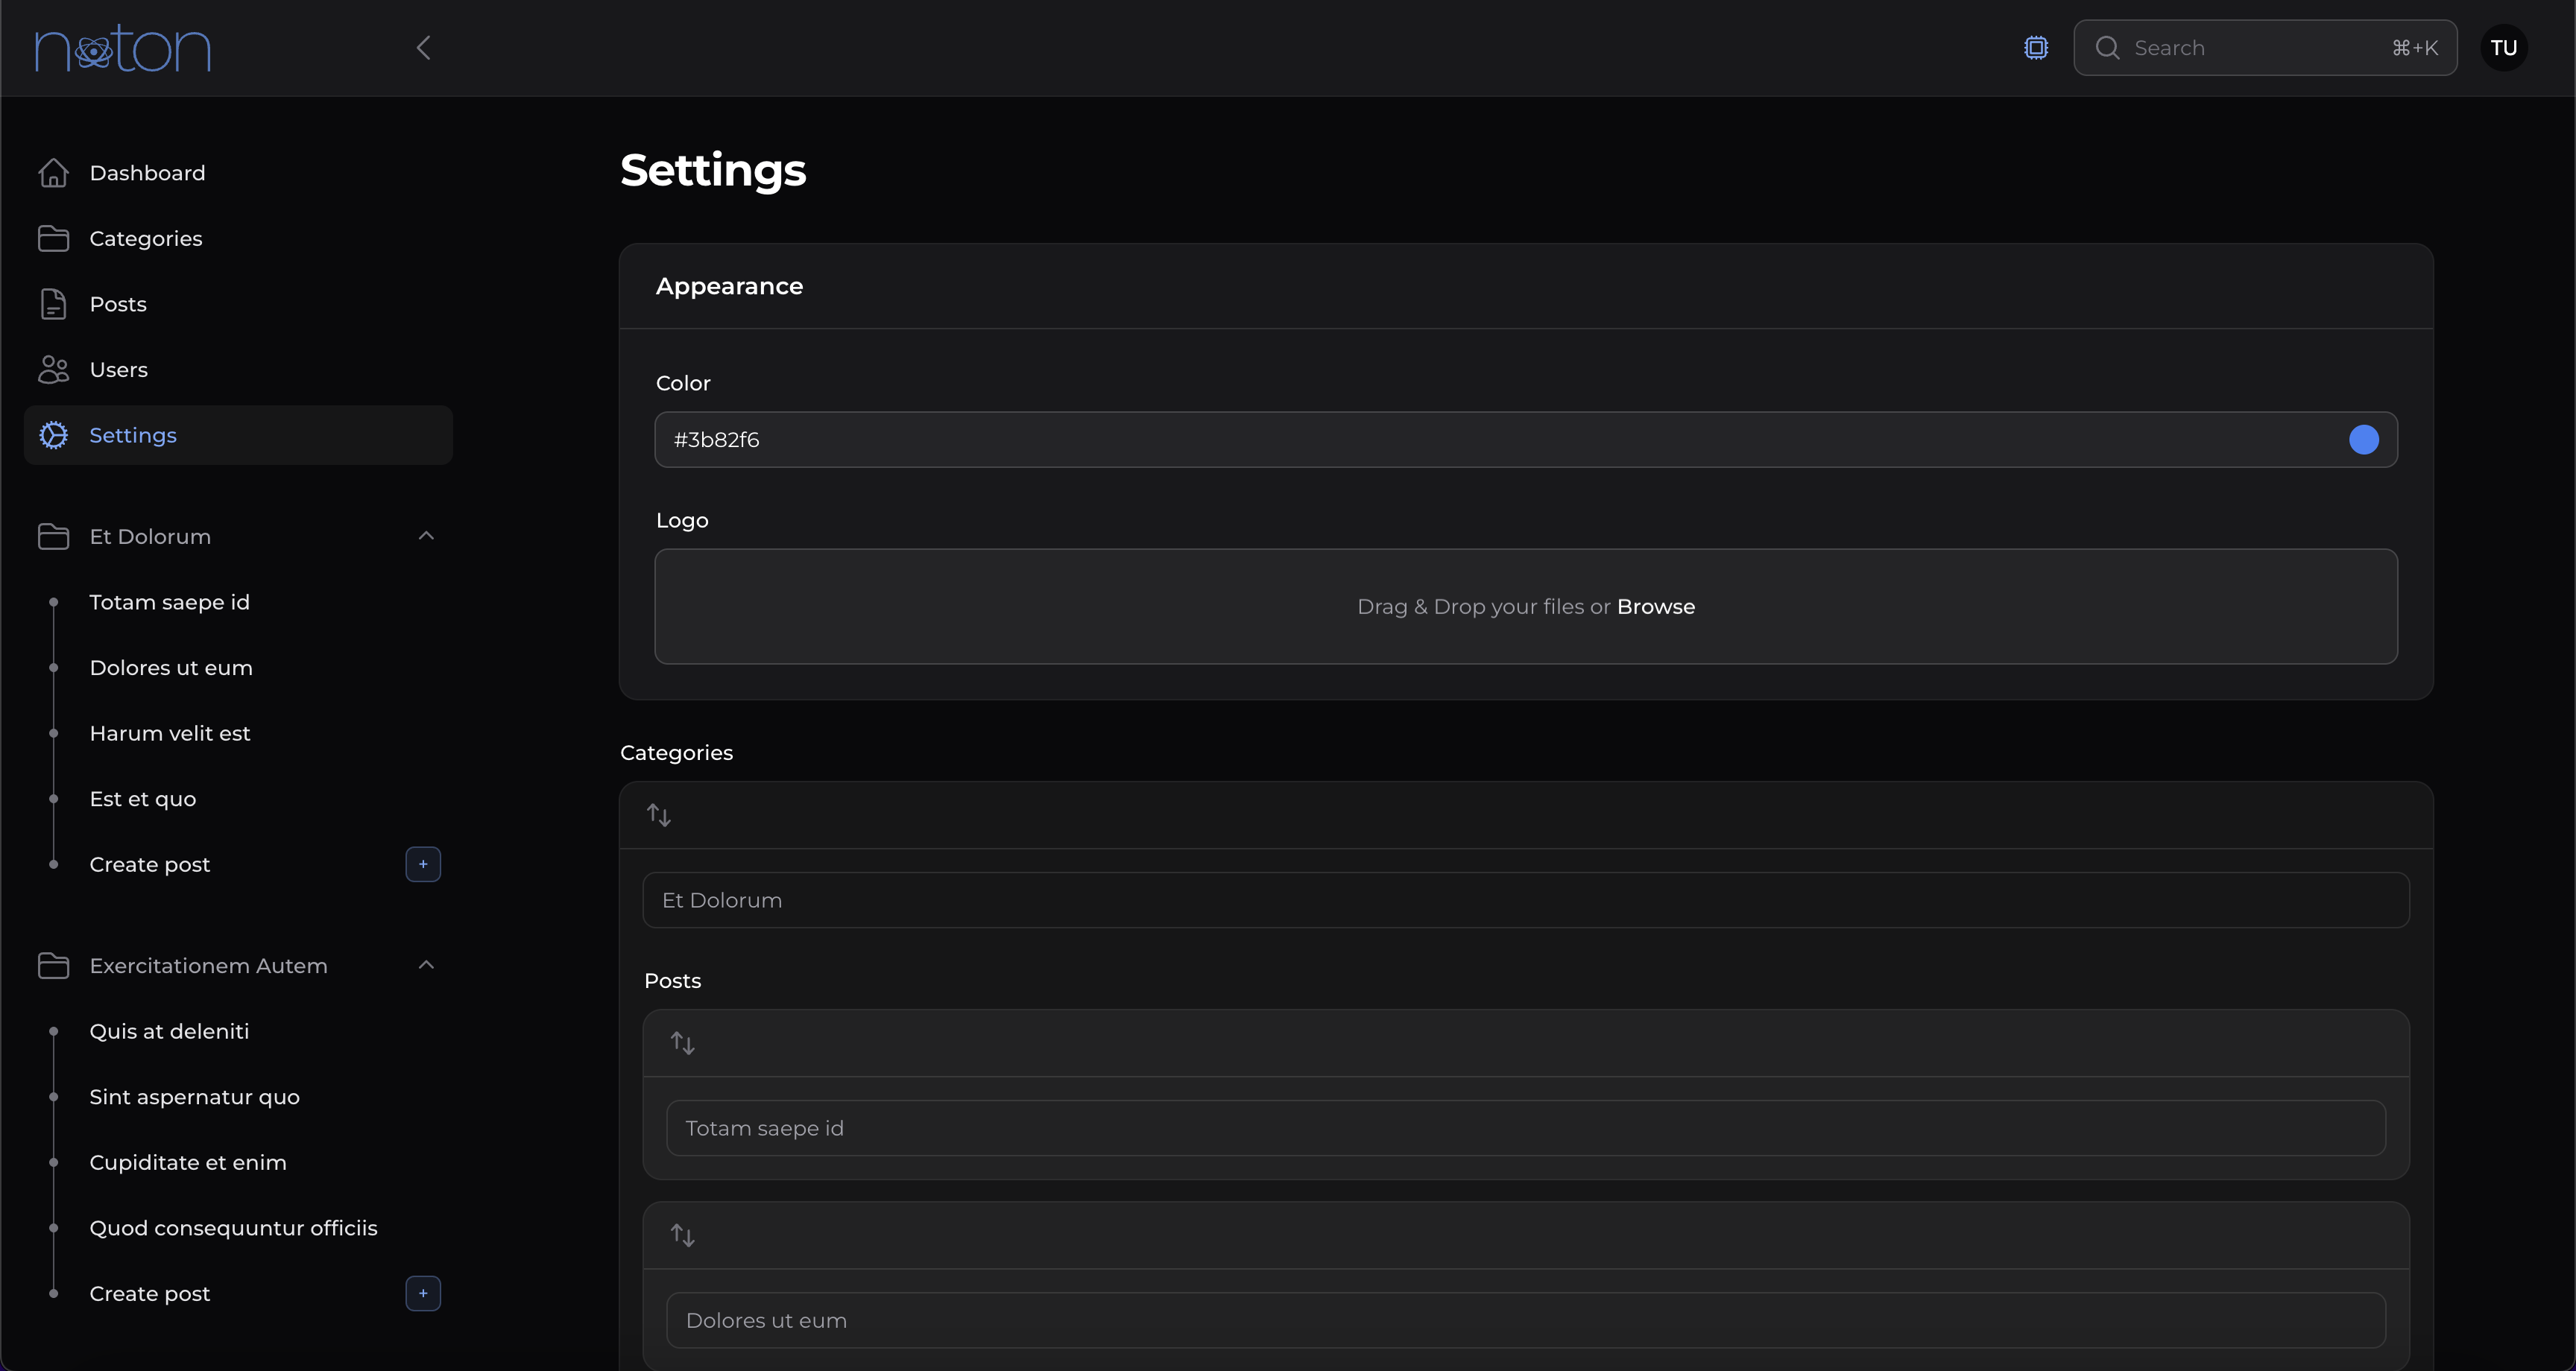 noton
Search
⌘+K
TU
Dashboard
Categories
Posts
Users
Settings
Et Dolorum
Totam saepe id
Dolores ut eum
Harum velit est
Est et quo
Create post
+
Exercitationem Autem
Quis at deleniti
Sint aspernatur quo
Cupiditate et enim
Quod consequuntur officiis
Create post
+
Settings
Appearance
Color
#3b82f6
Logo
Drag & Drop your files or Browse
Categories
Et Dolorum
Posts
Totam saepe id
Dolores ut eum